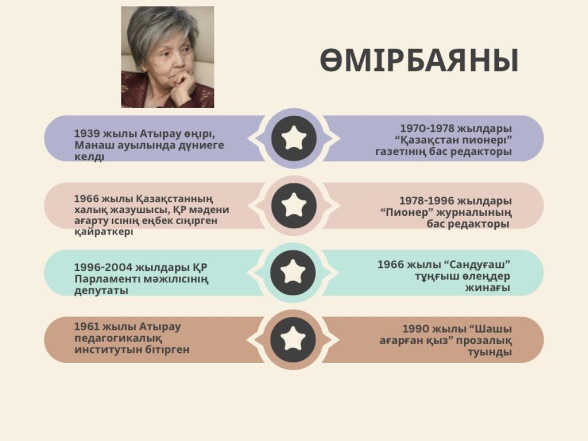 ӨМІРБАЯНЫ
1939 жылы Атырау өңірі,
Манаш ауылында дүниеге
келді
1970-1978 жылдары
“Қазақстан пионері”
газетінің бас редакторы
1966 жылы Қазақстанның
халық жазушысы, ҚР мәдени
ағарту ісінің еңбек сіңірген
қайраткері
1978-1996 жылдары
“Пионер” журналының
бас редакторы
1996-2004 жылдары ҚР
Парламенті мәжілісінің
депутаты
1966 жылы “Сандуғаш”
тұңғыш өлеңдер
жинағы
1961 жылы Атырау
педагогикалық
институтын бітірген
1990 жылы “Шашы
ағарған қыз” прозалық
туынды